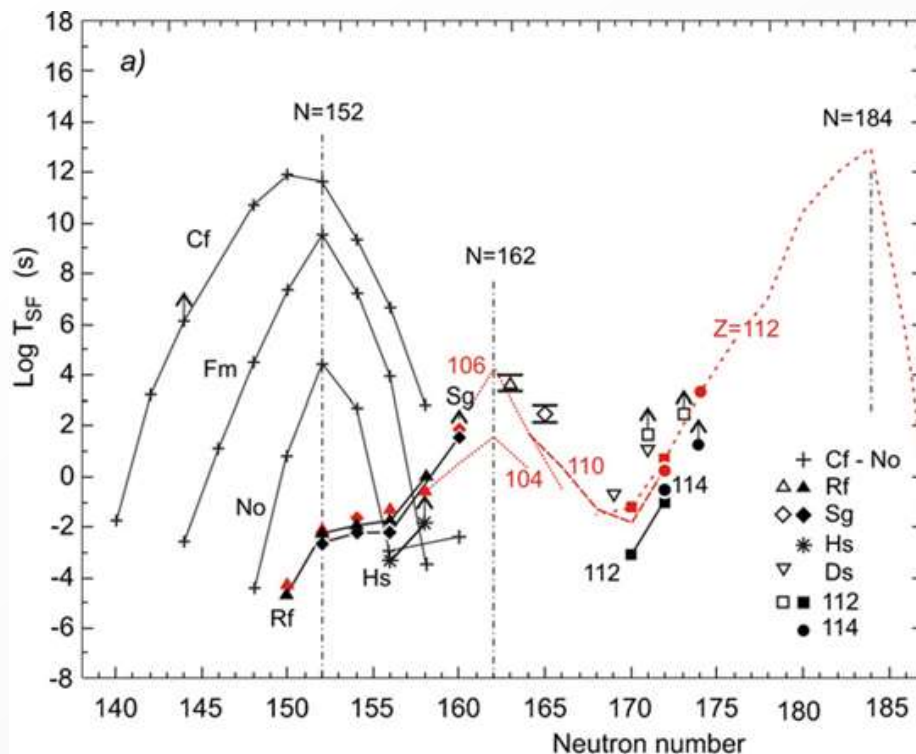 a)
N=152
N=184
N=162
Cf
Fm
No
Rf
Hs
Sg
106
104
110
Z=112
114
112
Cf - No
Rf
Sg
Hs
Ds
112
114
Log T_SF (s)
18
16
14
12
10
8
6
4
2
0
-2
-4
-6
-8
140 145 150 155 160 165 170 175 180 185
Neutron number